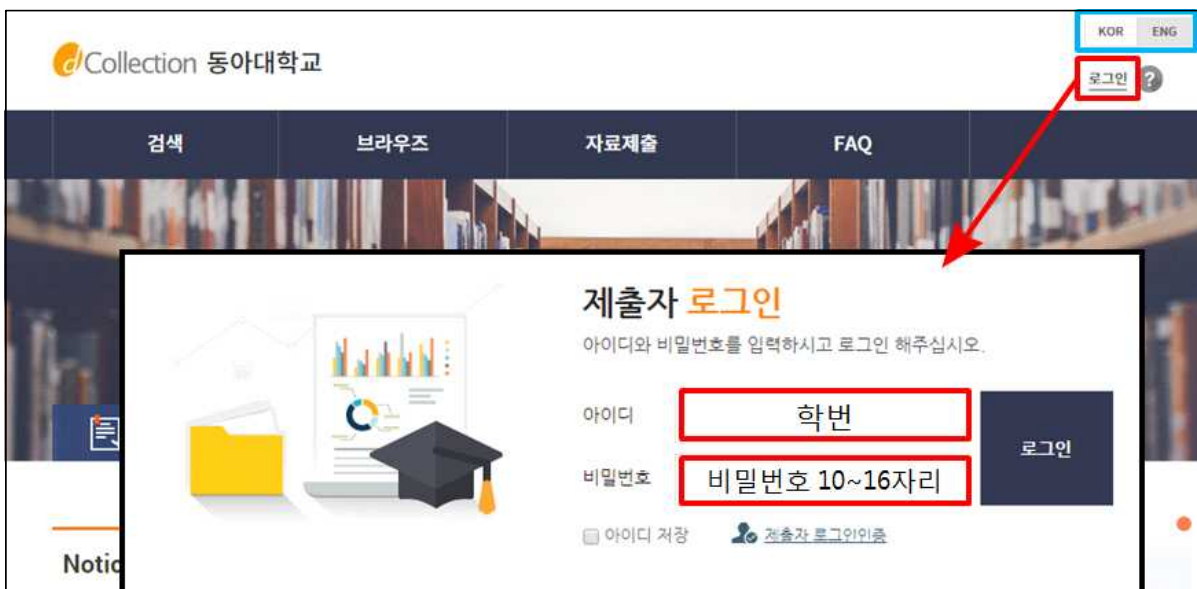 KOR ENG
dCollection 동아대학교
로그인 ?
검색 브라우즈 자료제출 FAQ
제출자 로그인
아이디와 비밀번호를 입력하시고 로그인 해주십시오.
아이디 학번
로그인
비밀번호 비밀번호 10~16자리
아이디 저장 제출자 로그인인증
Notic